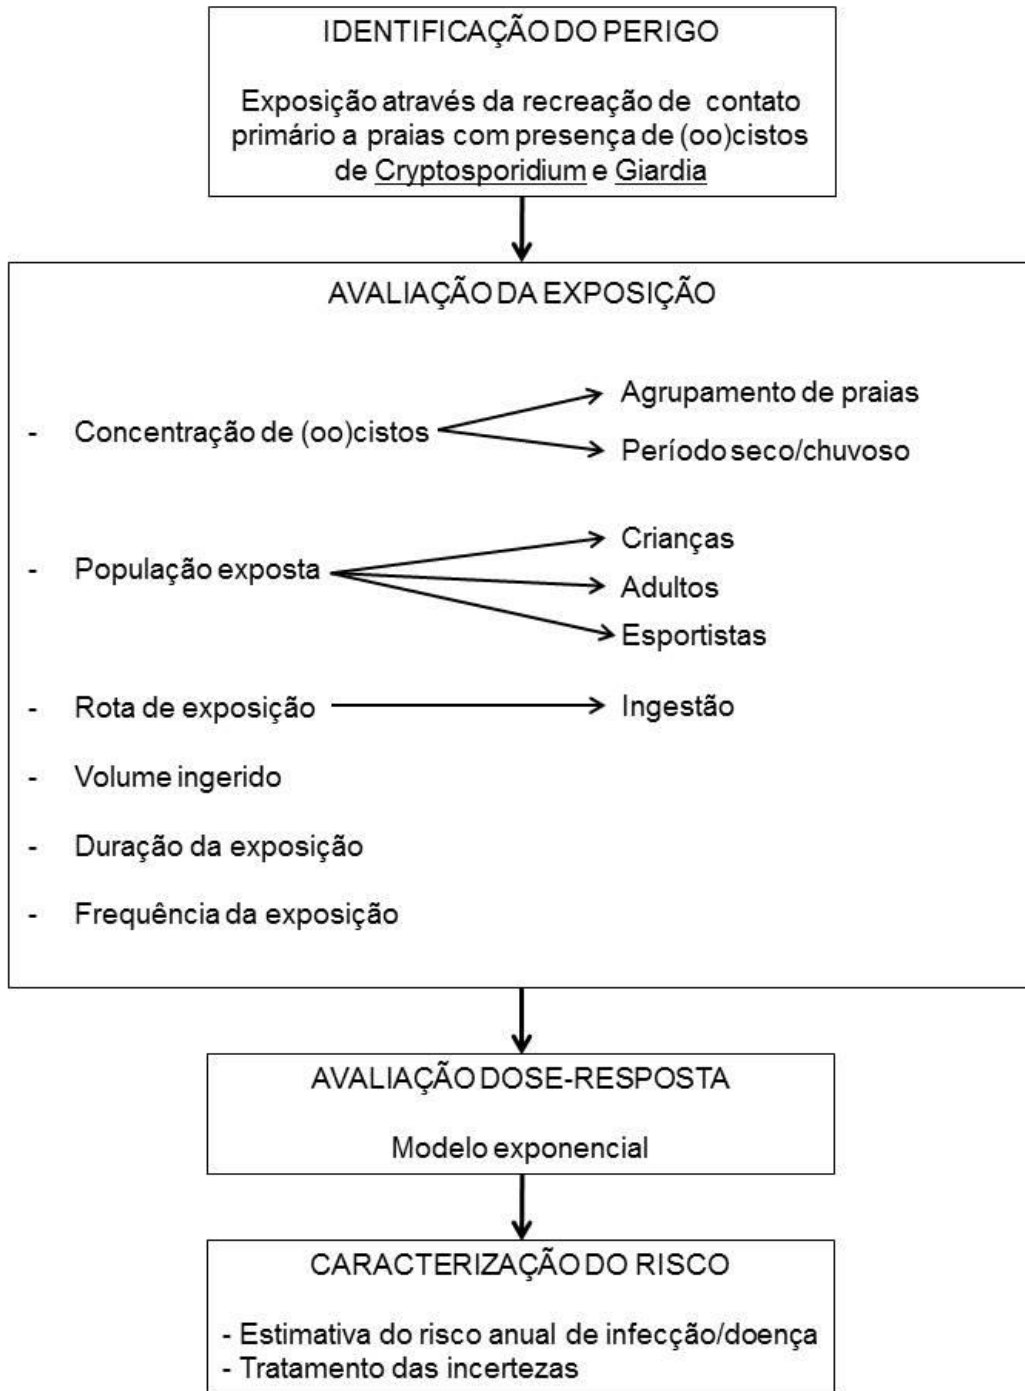 IDENTIFICAÇÃO DO PERIGO
Exposição através da recreação de contato
primário a praias com presença de (oo)cistos
de Cryptosporidium e Giardia
AVALIAÇÃO DA EXPOSIÇÃO
- Concentração de (oo)cistos
Agrupamento de praias
Período seco/chuvoso
- População exposta
Crianças
Adultos
Esportistas
- Rota de exposição
Ingestão
- Volume ingerido
- Duração da exposição
- Frequência da exposição
AVALIAÇÃO DOSE-RESPOSTA
Modelo exponencial
CARACTERIZAÇÃO DO RISCO
- Estimativa do risco anual de infecção/doença
- Tratamento das incertezas